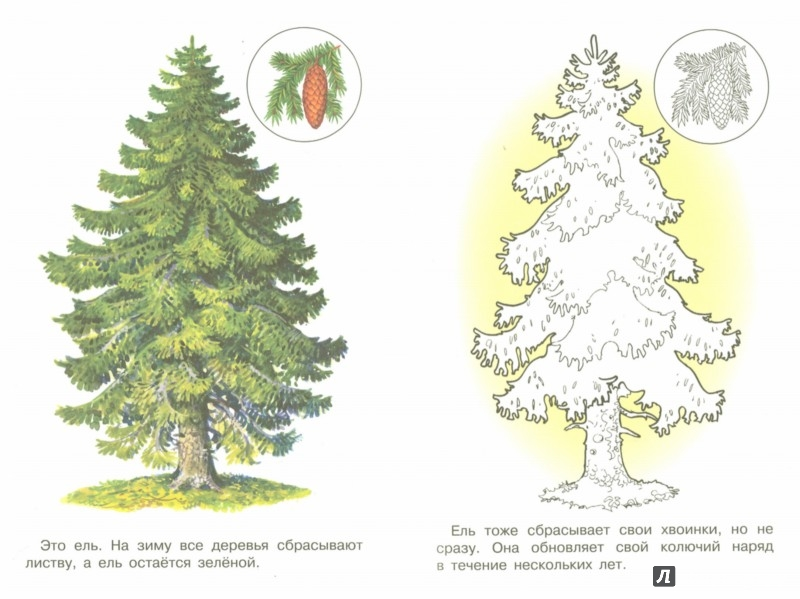 Это ель. На зиму все деревья сбрасывают
листву, а ель остаётся зелёной.
Ель тоже сбрасывает свои хвоинки, но не
сразу. Она обновляет свой колючий наряд
в течение нескольких лет.
Л